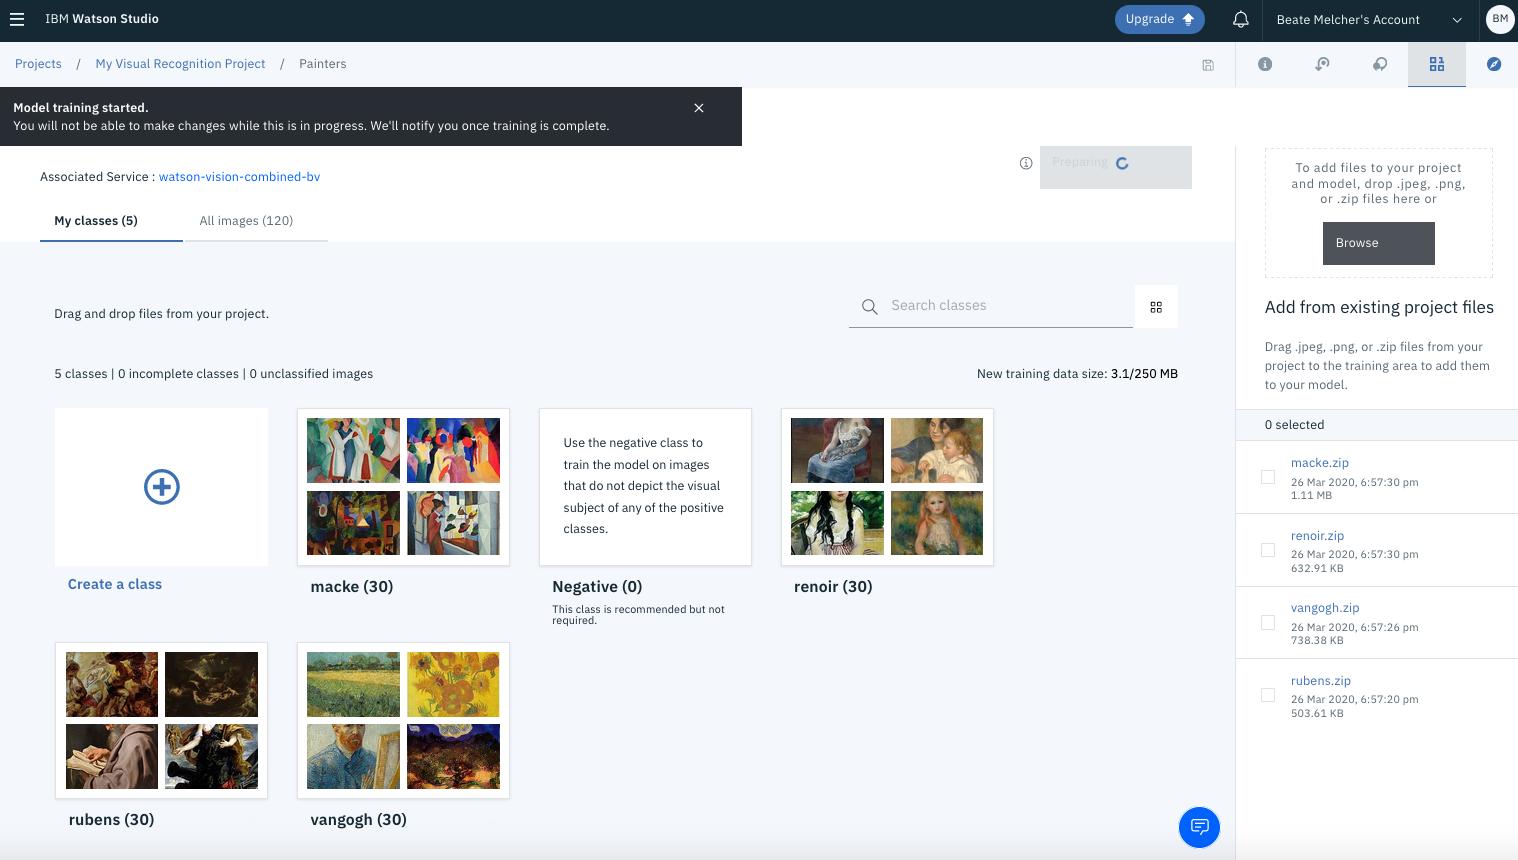 IBM Watson Studio
Upgrade
Beate Melcher's Account
BM
Projects / My Visual Recognition Project / Painters
Model training started.
You will not be able to make changes while this is in progress. We'll notify you once training is complete.
Associated Service : watson-vision-combined-bv
Preparing
My classes (5)
All images (120)
Drag and drop files from your project.
Search classes
5 classes | 0 incomplete classes | 0 unclassified images
New training data size: 3.1/250 MB
Create a class
macke (30)
Use the negative class to
train the model on images
that do not depict the visual
subject of any of the positive
classes.
Negative (0)
This class is recommended but not
required.
renoir (30)
rubens (30)
vangogh (30)
To add files to your project
and model, drop .jpeg, .png,
or .zip files here or
Browse
Add from existing project files
Drag .jpeg, .png, or .zip files from your
project to the training area to add them
to your model.
0 selected
macke.zip
26 Mar 2020, 6:57:30 pm
1.11 MB
renoir.zip
26 Mar 2020, 6:57:30 pm
632.91 KB
vangogh.zip
26 Mar 2020, 6:57:26 pm
738.38 KB
rubens.zip
26 Mar 2020, 6:57:20 pm
503.61 KB